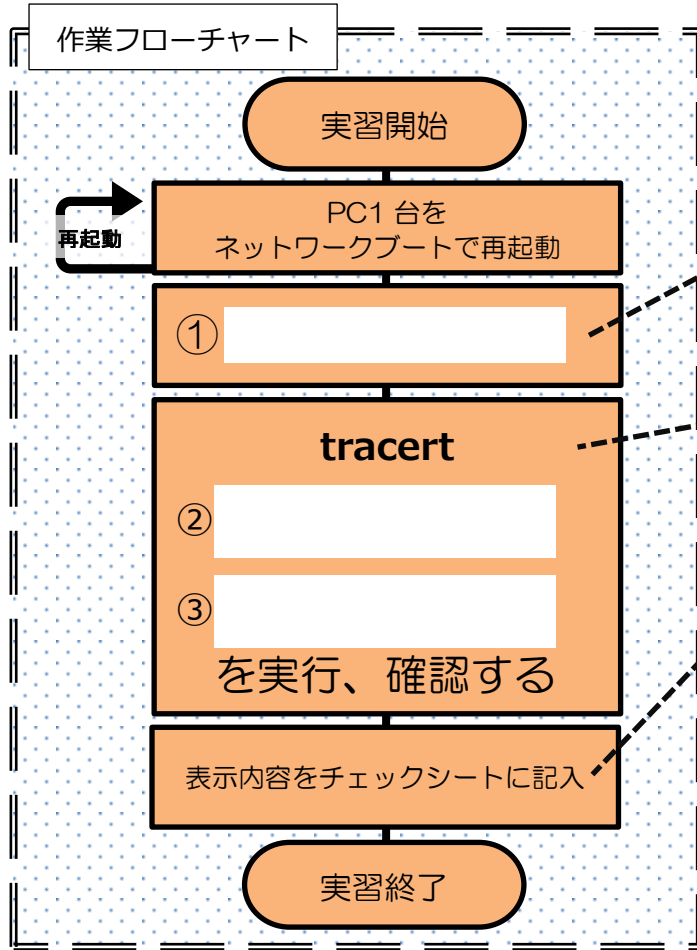 作業フローチャート
実習開始
PC1 台を
ネットワークブートで再起動
再起動
①
tracert
②
③
を実行、確認する
表示内容をチェックシートに記入
実習終了